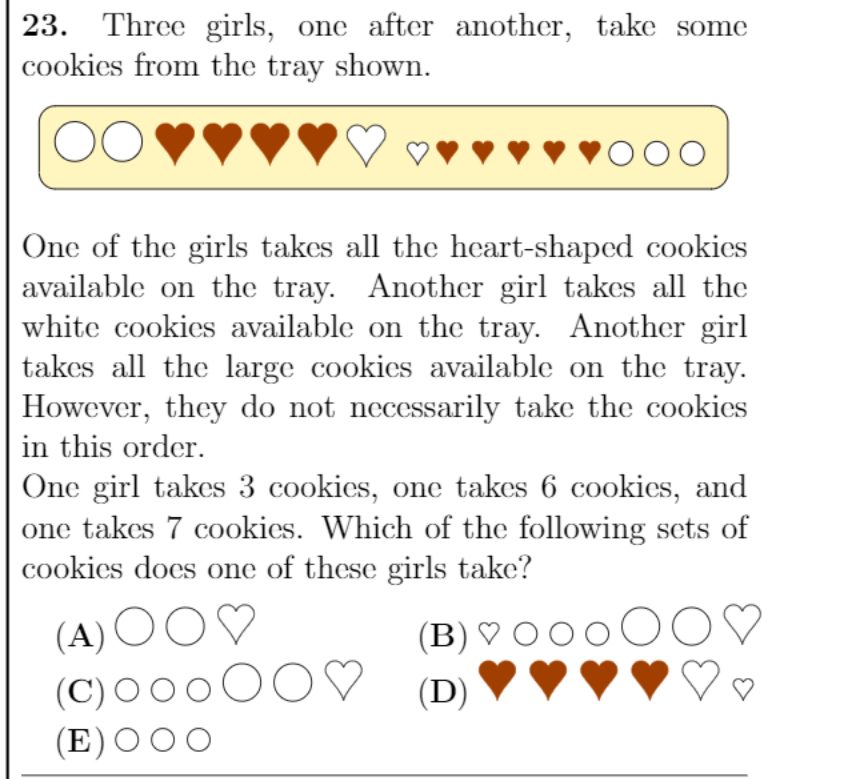 23. Three girls, one after another, take some
cookies from the tray shown.
One of the girls takes all the heart-shaped cookies
available on the tray. Another girl takes all the
white cookies available on the tray. Another girl
takes all the large cookies available on the tray.
However, they do not necessarily take the cookies
in this order.
One girl takes 3 cookies, one takes 6 cookies, and
one takes 7 cookies. Which of the following sets of
cookies does one of these girls take?
(A)
(B)
(C)
(D)
(E)